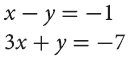 x − y = −1
3x + y = −7